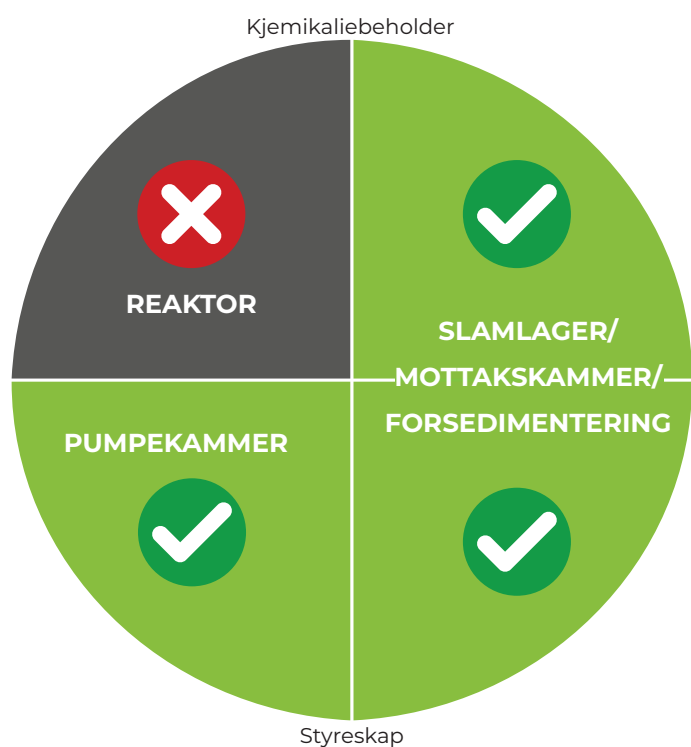 Kjemikaliebeholder
REAKTOR
SLAMLAGER/
MOTTAKSKAMMER/
FORSEDIMENTERING
PUMPEKAMMER
Styreskap